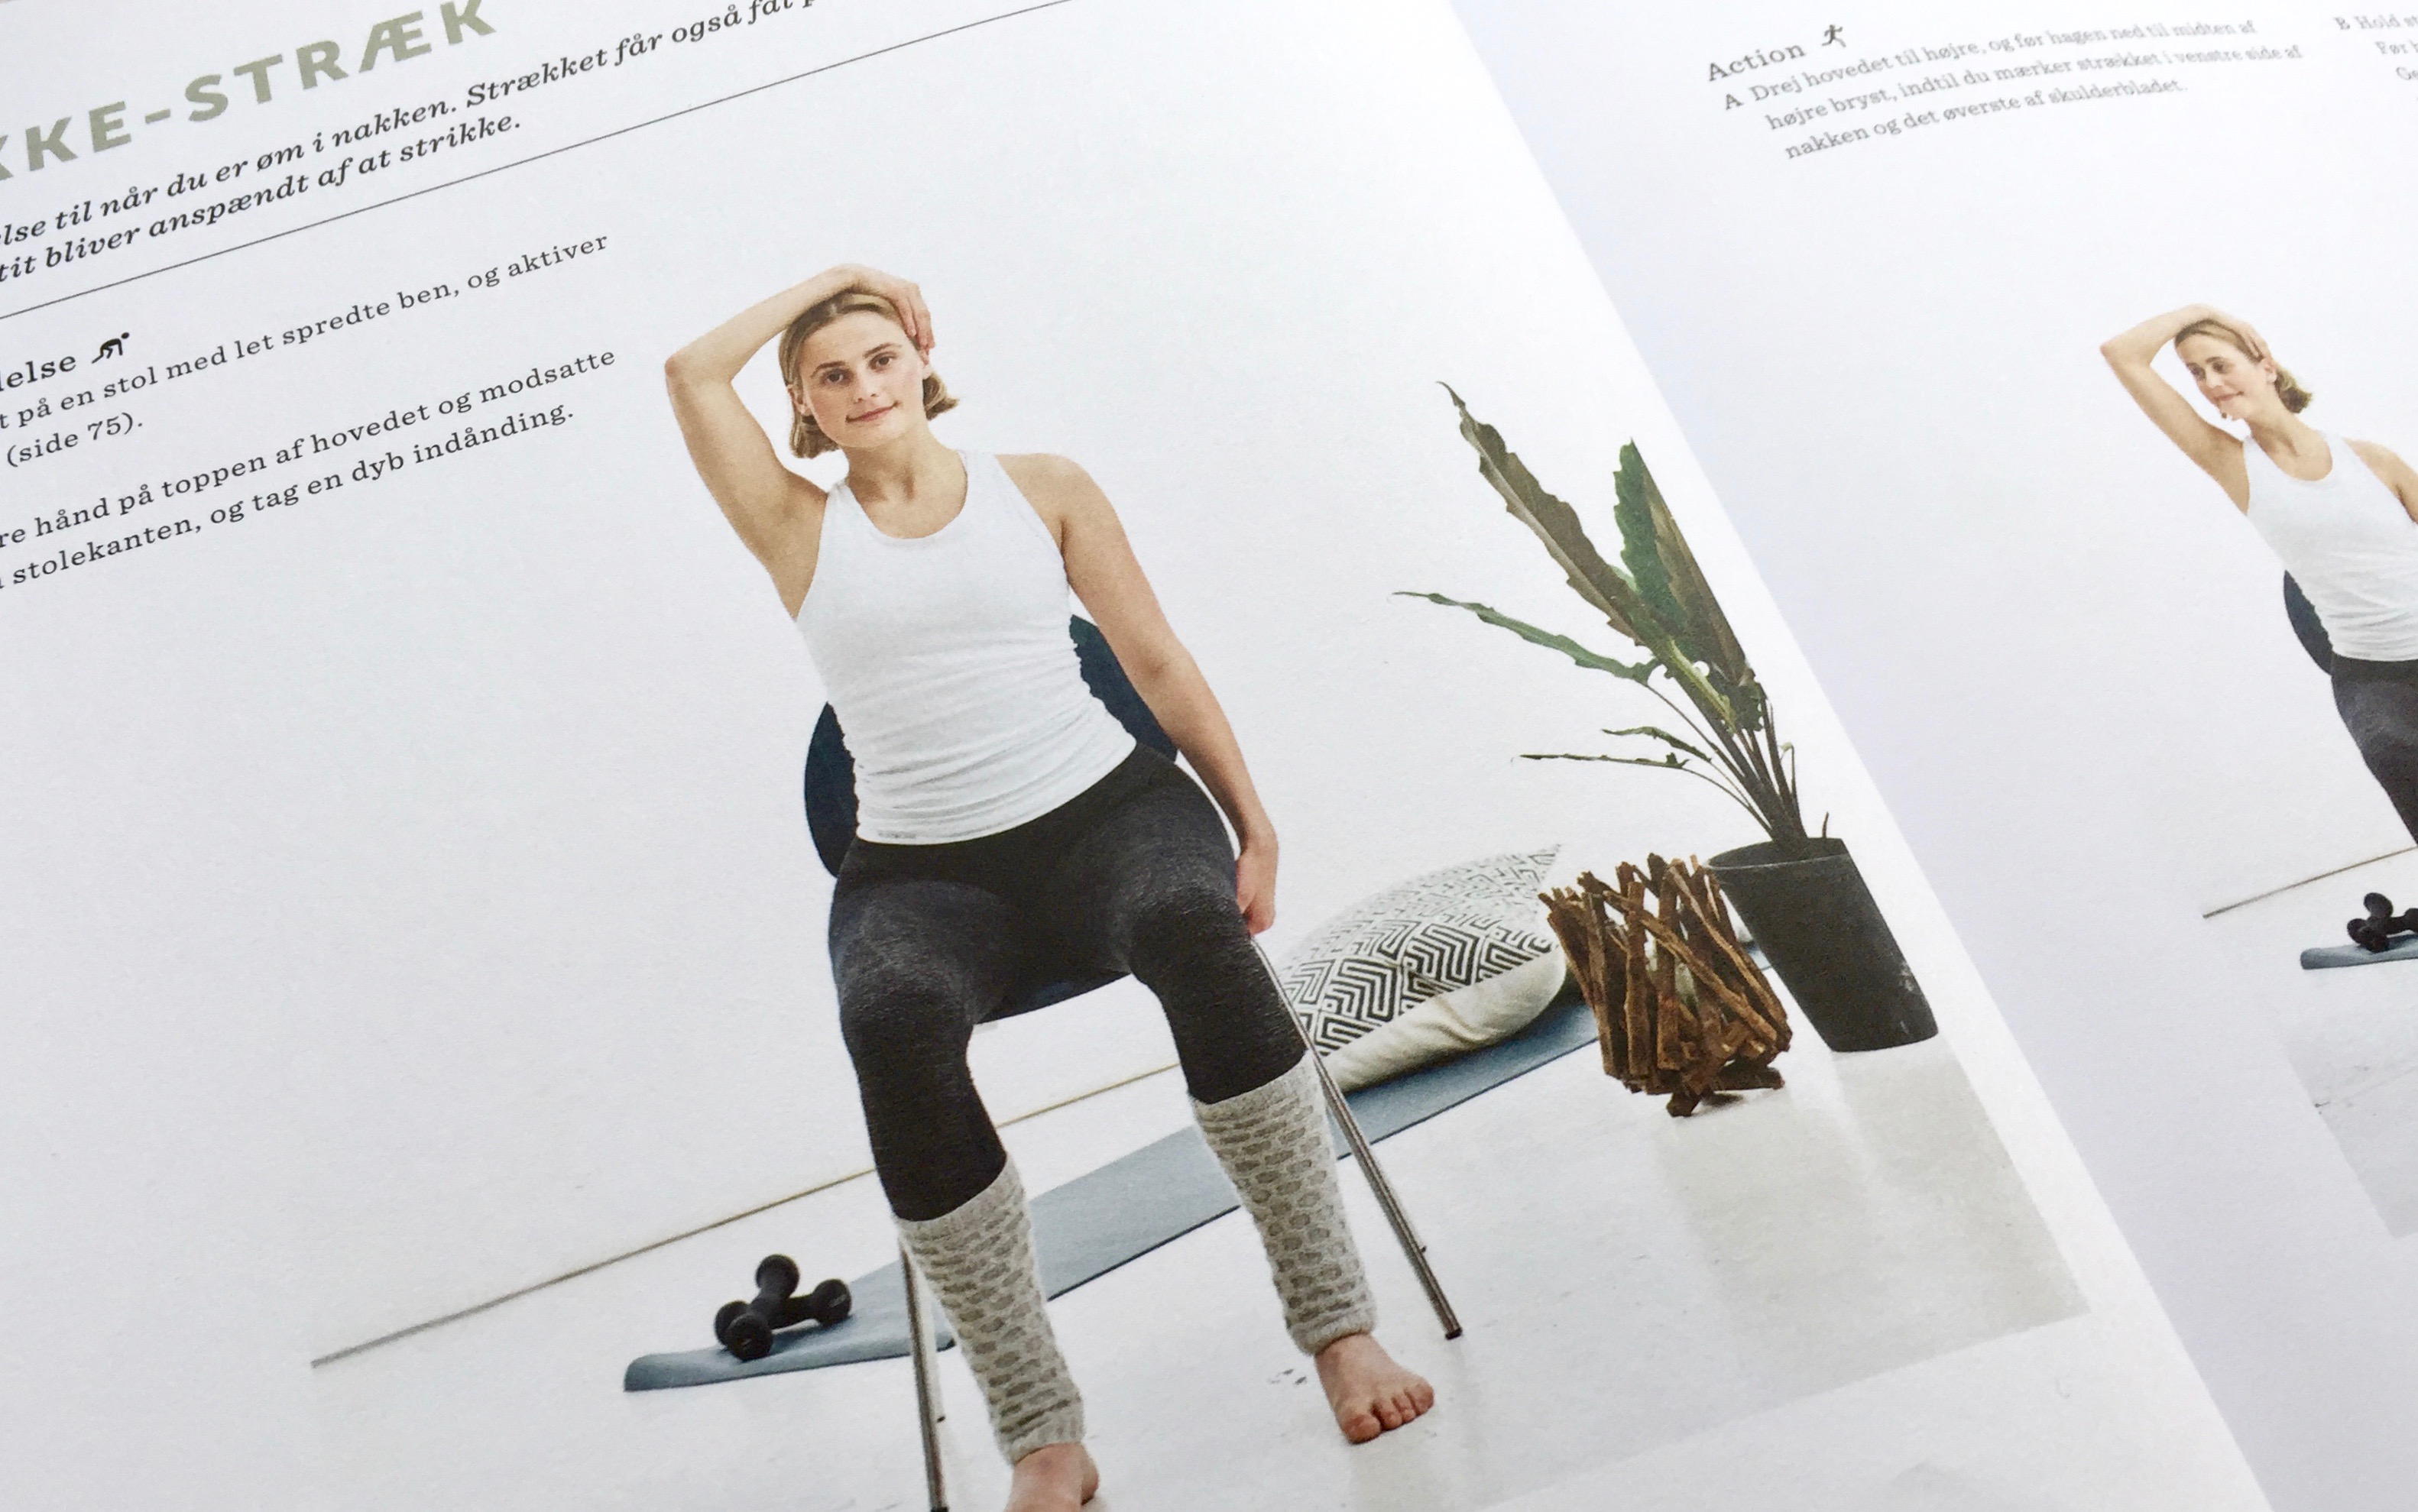 KKE-STRÆK
else til når du er øm i nakken. Strækket får også fat
tit bliver anspændt af at strikke.
delse
t på en stol med let spredte ben, og aktiver
(side 75).
re hånd på toppen af hovedet og modsatte
stolekanten, og tag en dyb indånding.
Action
A Drej hovedet til højre, og før hagen ned til midten af
højre bryst, indtil du mærker strækket i venstre side af
nakken og det øverste af skulderbladet.
B Hold
Før